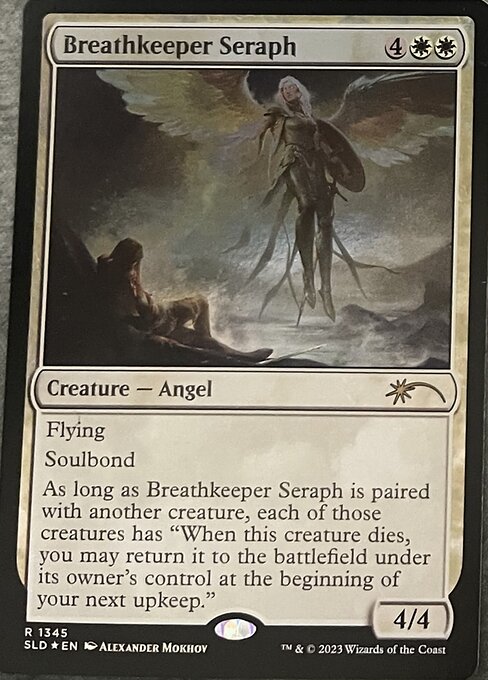 Breathkeeper Seraph 4
Creature — Angel
Flying
Soulbond
As long as Breathkeeper Seraph is paired
with another creature, each of those
creatures has “When this creature dies,
you may return it to the battlefield under
its owner’s control at the beginning of
your next upkeep.”
4/4
R 1345
SLD ★ EN Alexander Mokhov
™ & © 2023 Wizards of the Coast